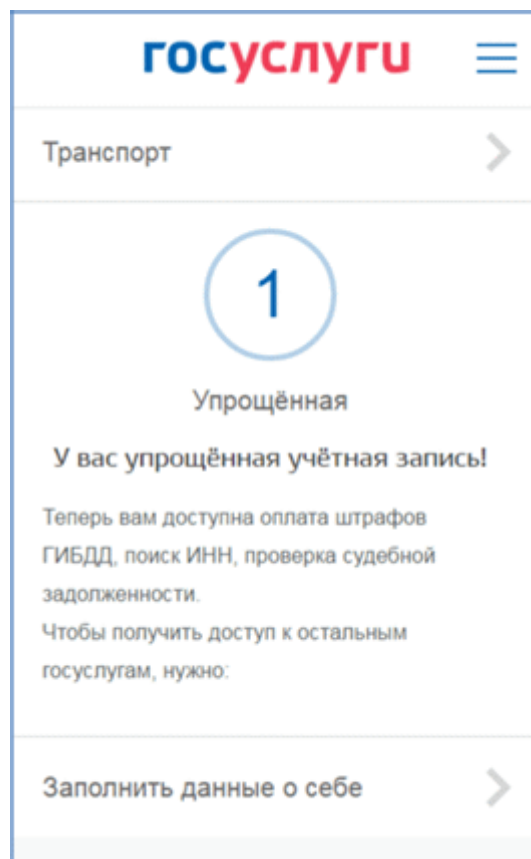 госуслуги
Транспорт
1
Упрощённая
У вас упрощённая учётная запись!
Теперь вам доступна оплата штрафов
ГИБДД, поиск ИНН, проверка судебной
задолженности.
Чтобы получить доступ к остальным
госуслугам, нужно:
Заполнить данные о себе